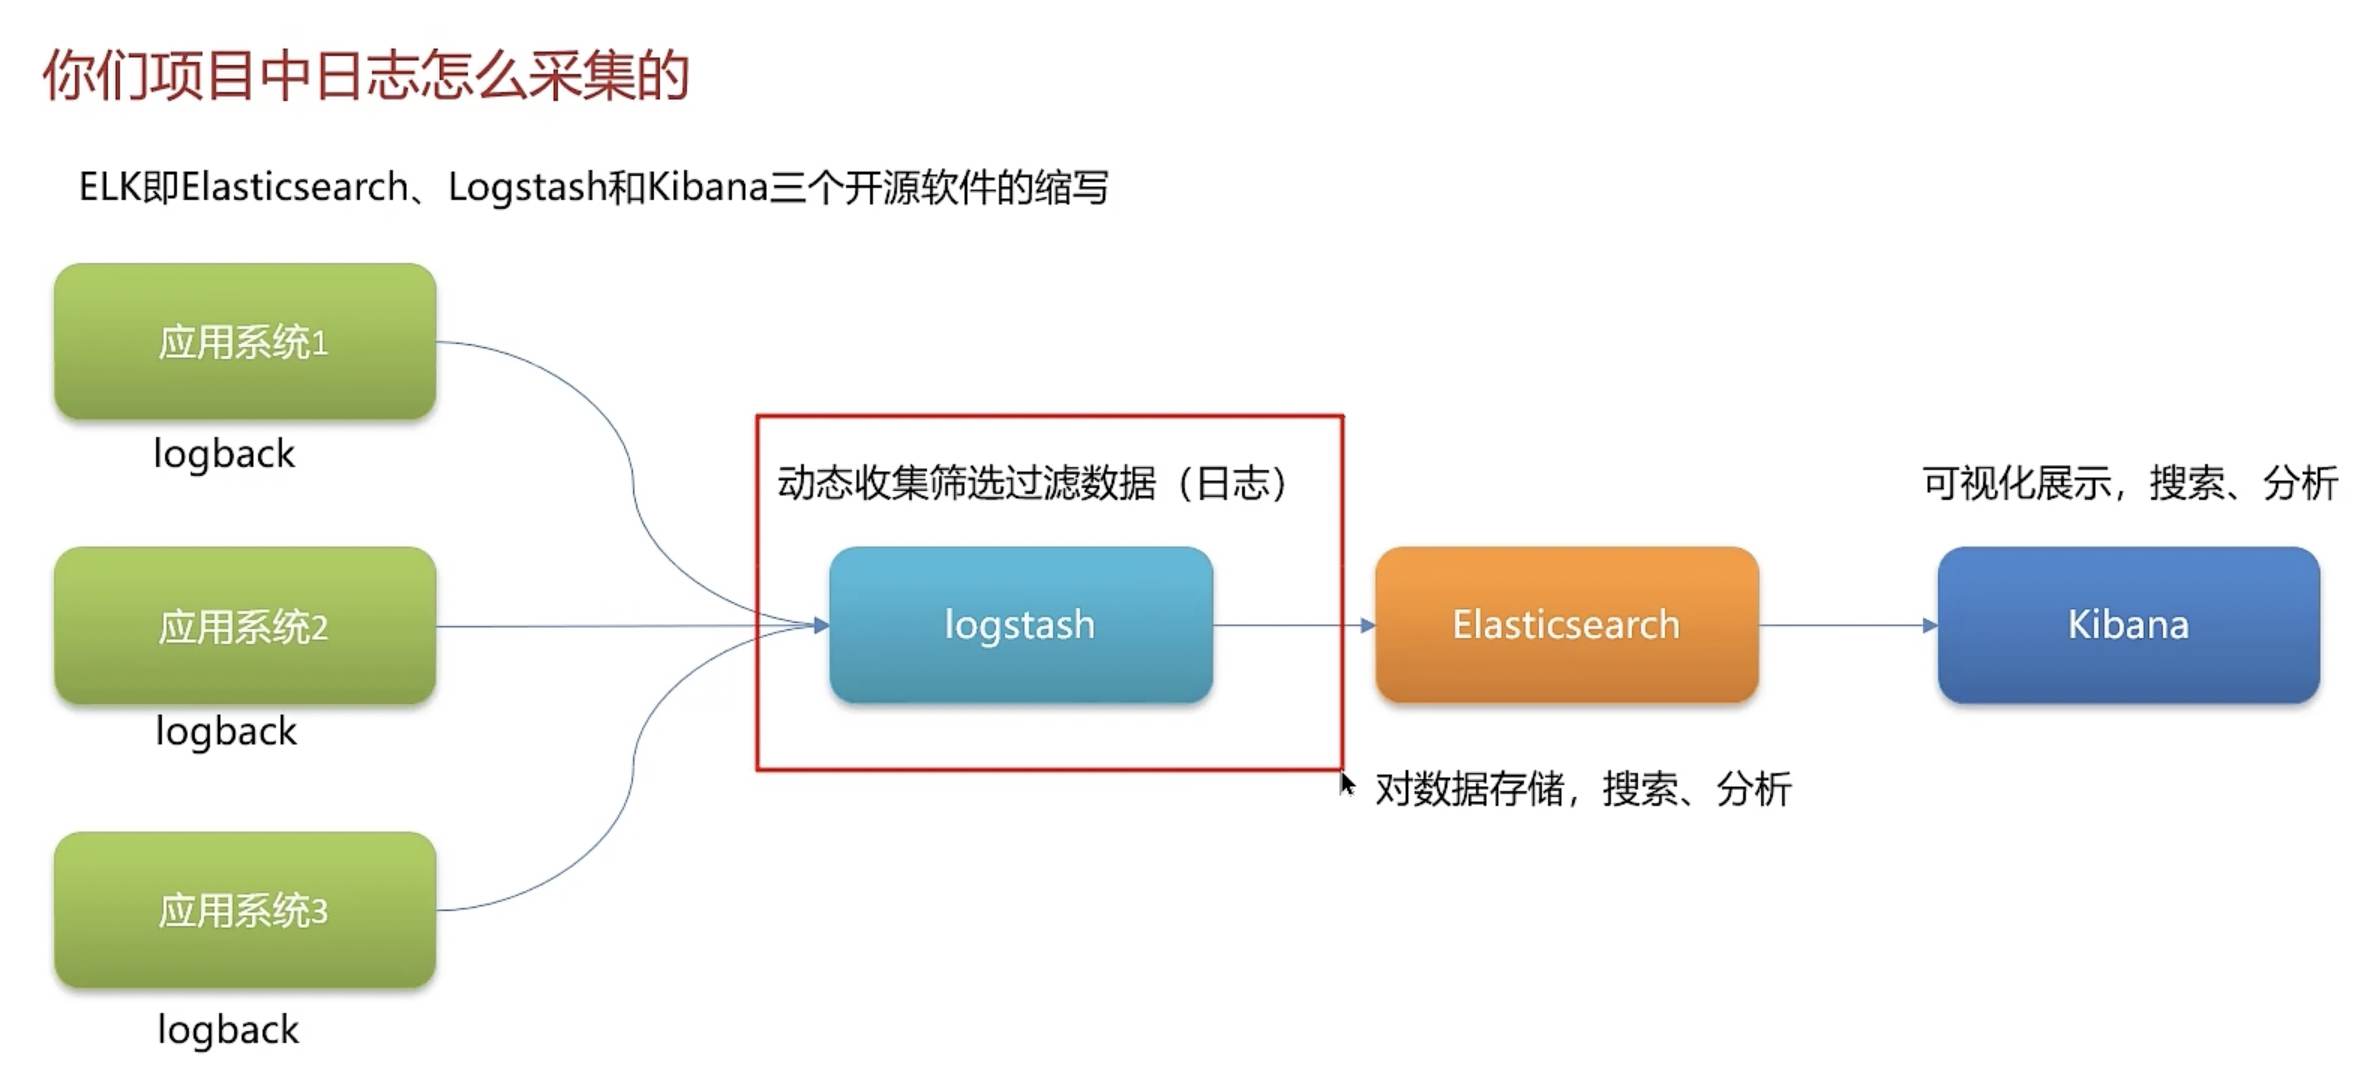 你们项目中日志怎么采集的
ELK即Elasticsearch、Logstash和Kibana三个开源软件的缩写
应用系统1
logback
应用系统2
logback
应用系统3
logback
动态收集筛选过滤数据（日志）
logstash
Elasticsearch
对数据存储，搜索、分析
可视化展示，搜索、分析
Kibana